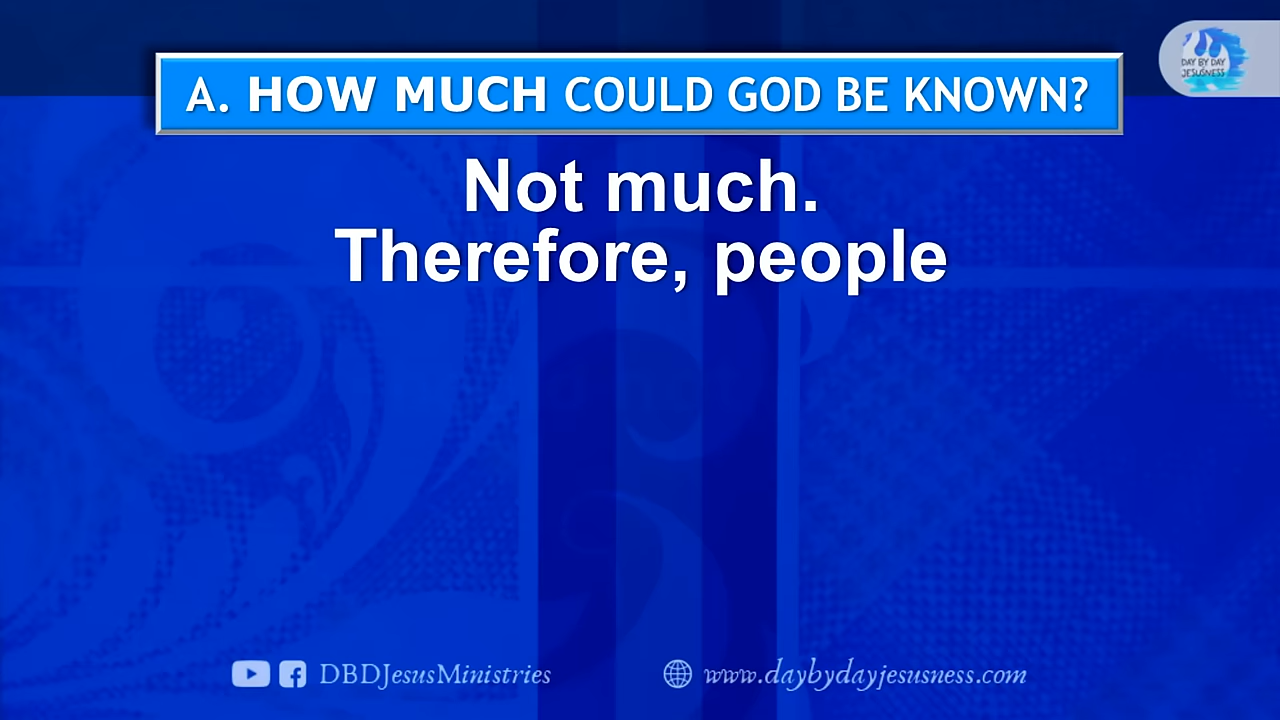 A. HOW MUCH COULD GOD BE KNOWN?
DAY BY DAY
JESUSNESS
Not much.
Therefore, people
DBDJesusMinistries
www.daybydayjesusness.com